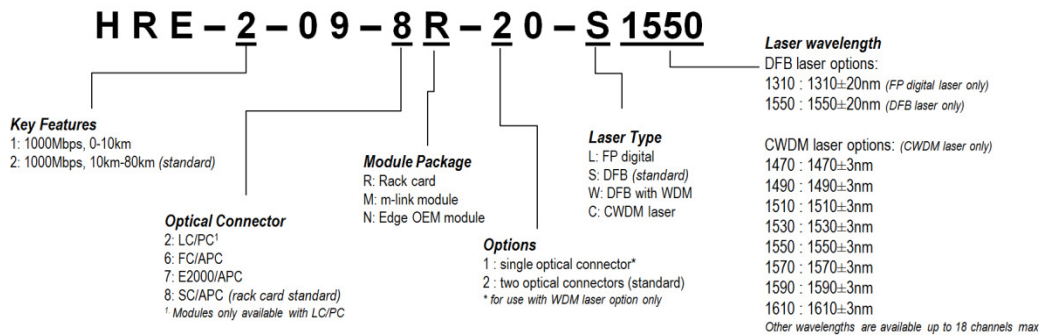 HRE – 2 – 09 – 8 R – 20 – S 1550
Key Features
1: 1000Mbps, 0-10km
2: 1000Mbps, 10km-80km (standard)
Optical Connector
2: LC/PC¹
6: FC/APC
7: E2000/APC
8: SC/APC (rack card standard)
¹ Modules only available with LC/PC
Module Package
R: Rack card
M: m-link module
N: Edge OEM module
Options
1 : single optical connector*
2 : two optical connectors (standard)
* for use with WDM laser option only
Laser Type
L: FP digital
S: DFB (standard)
W: DFB with WDM
C: CWDM laser
Laser wavelength
DFB laser options:
1310 : 1310±20nm (FP digital laser only)
1550 : 1550±20nm (DFB laser only)
CWDM laser options: (CWDM laser only)
1470 : 1470±3nm
1490 : 1490±3nm
1510 : 1510±3nm
1530 : 1530±3nm
1550 : 1550±3nm
1570 : 1570±3nm
1590 : 1590±3nm
1610 : 1610±3nm
Other wavelengths are available up to 18 channels max